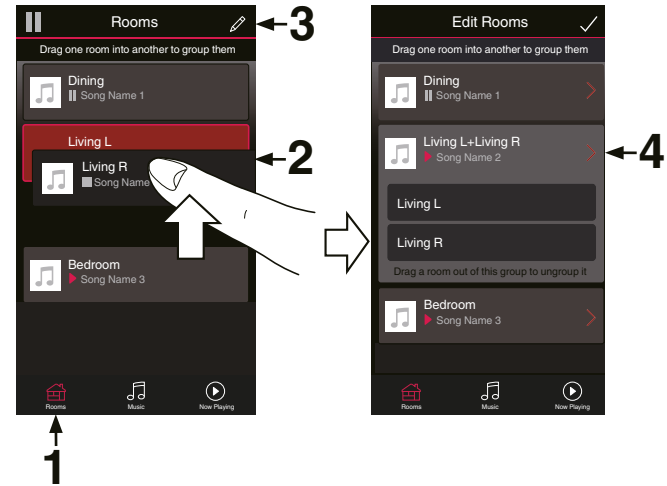 Rooms
3
Drag one room into another to group them
Dining
Song Name 1
Living L
Living R
Song Name
2
Bedroom
Song Name 3
Rooms
Music
Now Playing
1
Edit Rooms
Drag one room into another to group them
Dining
Song Name 1
Living L+Living R
Song Name 2
4
Living L
Living R
Drag a room out of this group to ungroup it
Bedroom
Song Name 3
Rooms
Music
Now Playing